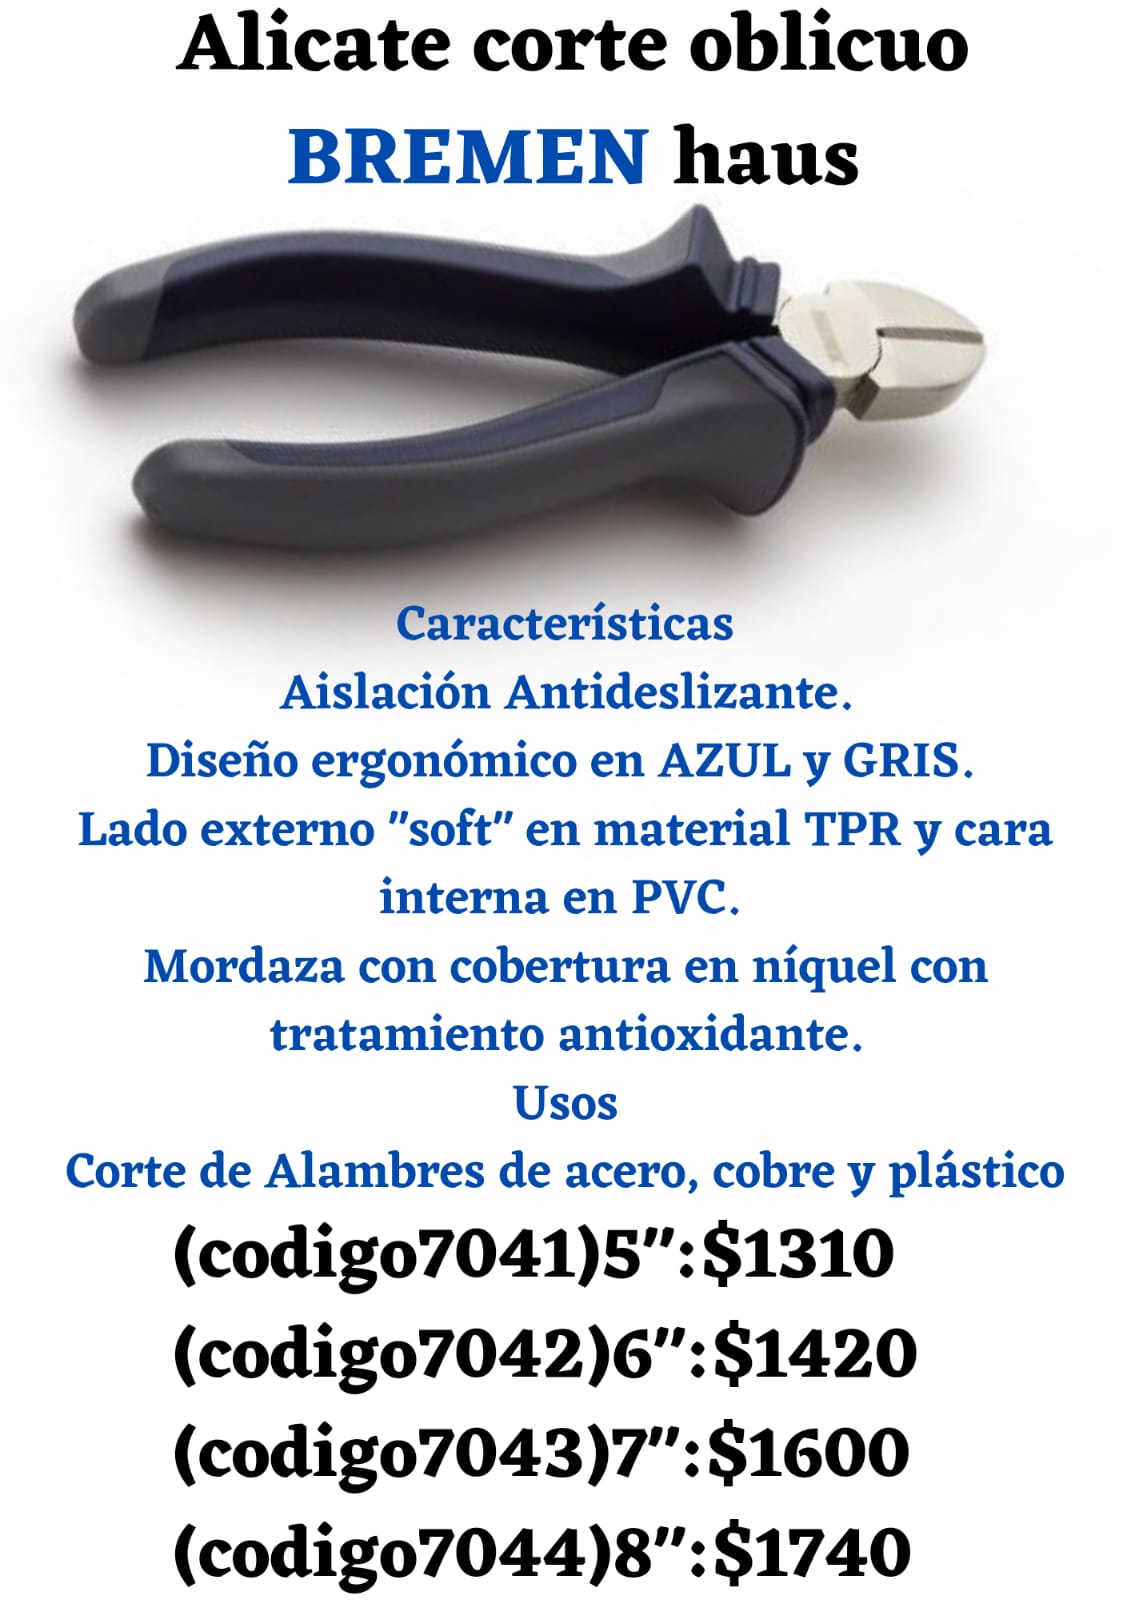 Alicate corte oblicuo
BREMEN haus
Características
Aislación Antideslizante.
Diseño ergonómico en AZUL y GRIS.
Lado externo "soft" en material TPR y cara
interna en PVC.
Mordaza con cobertura en níquel con
tratamiento antioxidante.
Usos
Corte de Alambres de acero, cobre y plástico
(codigo7041)5":$1310
(codigo7042)6":$1420
(codigo7043)7":$1600
(codigo7044)8":$1740